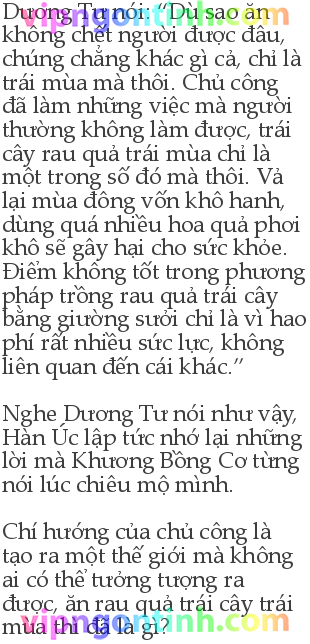 Dương Tư nói: “Dù sao ăn
không chết người được đâu,
chúng chẳng khác gì cả, chỉ là
trái mùa mà thôi. Chủ công
đã làm những việc mà người
thường không làm được, trái
cây rau quả trái mùa chỉ là
một trong số đó mà thôi. Vả
lại mùa đông vốn khô hanh,
dùng quá nhiều hoa quả phơi
khô sẽ gây hại cho sức khỏe.
Điểm không tốt trong phương
pháp trồng rau quả trái cây
bằng giường sưởi chỉ là vì hao
phí rất nhiều sức lực, không
liên quan đến cái khác.”
Nghe Dương Tư nói như vậy,
Hàn Úc lập tức nhớ lại những
lời mà Khương Bồng Cơ từng
nói lúc chiêu mộ mình.
Chí hướng của chủ công là
tạo ra một thế giới mà không
ai có thể tưởng tượng ra
được, ăn rau quả trái cây trái
mùa thì đã là gì?
vipngontinh.com
vipngontinh.com
vipngontinh.com